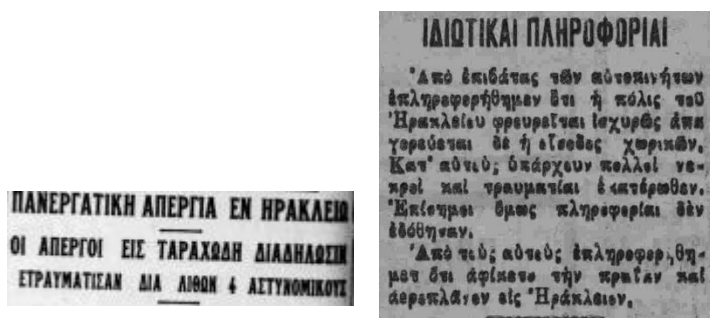 ΠΑΝΕΡΓΑΤΙΚΗ ΑΠΕΡΓΙΑ ΕΝ ΗΡΑΚΛΕΙΩ
ΟΙ ΑΠΕΡΓΟΙ ΕΙΣ ΤΑΡΑΧΩΔΗ ΔΙΑΔΗΛΩΣΙΝ
ΕΤΡΑΥΜΑΤΙΣΑΝ ΔΙΑ ΛΙΘΩΝ 4 ΑΣΤΥΝΟΜΙΚΟΥΣ
ΙΔΙΩΤΙΚΑΙ ΠΛΗΡΟΦΟΡΙΑΙ
Ἀπὸ ἐπιβάτας τῶν αὐτοκινήτων
ἐπληροφορήθημεν ὅτι ἡ πόλις τοῦ
Ἡρακλείου φρουρεῖται ἰσχυρῶς ἀπα
γορεύεται δὲ ἡ εἴσοδος χωρικῶν.
Κατ' αὐτοὺς ὑπάρχουν πολλοὶ νε-
κροὶ καὶ τραυματίαι ἑκατέρωθεν.
Ἐπίσημοι ὅμως πληροφορίαι δὲν
ἐδόθησαν.
Ἀπὸ τοὺς αὐτοὺς ἐπληροφορήθη-
μεν ὅτι ἀφίκετο τὴν πρωΐαν καὶ
ἀεροπλάνον εἰς Ἡράκλειον.